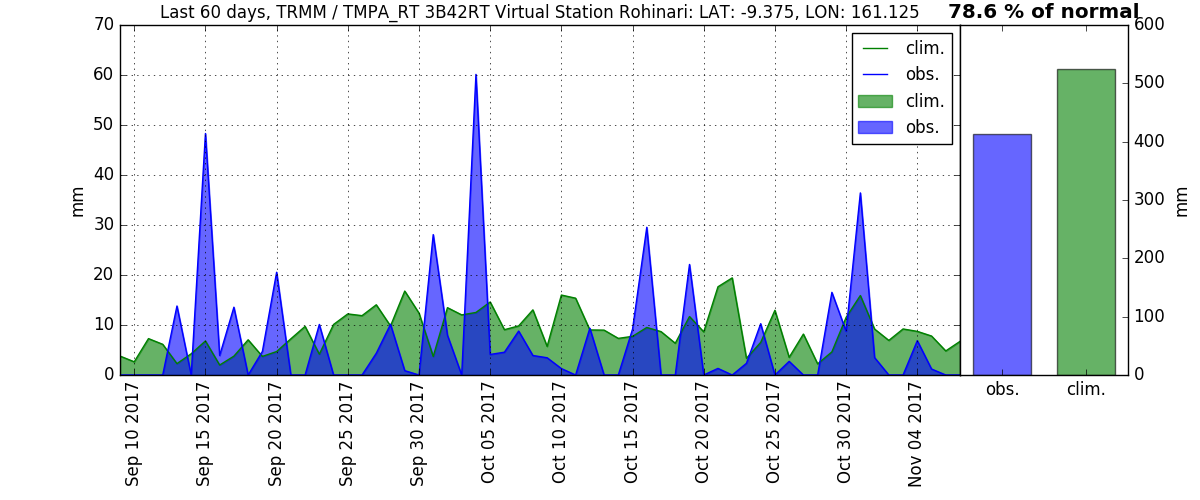 Last 60 days, TRMM / TMPA_RT 3B42RT Virtual Station Rohinari: LAT: -9.375, LON: 161.125
78.6 % of normal
70
60
50
40
30
20
10
0
mm
clim.
obs.
clim.
obs.
Sep 10 2017
Sep 15 2017
Sep 20 2017
Sep 25 2017
Sep 30 2017
Oct 05 2017
Oct 10 2017
Oct 15 2017
Oct 20 2017
Oct 25 2017
Oct 30 2017
Nov 04 2017
600
500
400
300
200
100
0
mm
obs.
clim.